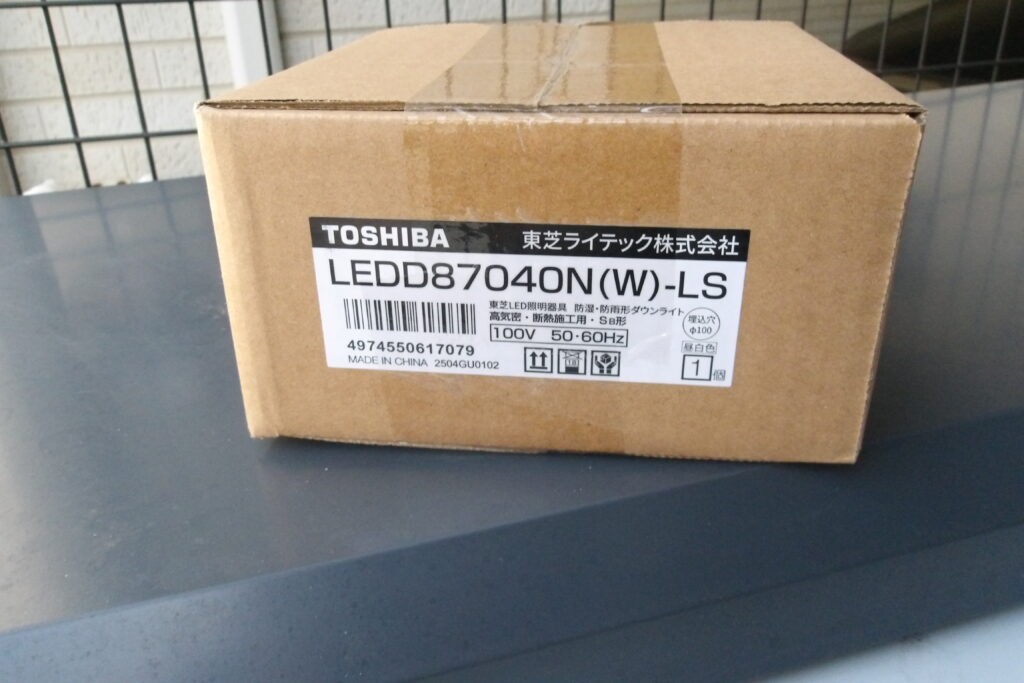 TOSHIBA 東芝ライテック株式会社
LEDD87040N(W)-LS
東芝LED照明器具 防湿・防雨形ダウンライト
高気密・断熱施工用・SB形
埋込穴
φ100
100V 50・60Hz
昼白色
4974550617079
MADE IN CHINA 2504GU0102
1個